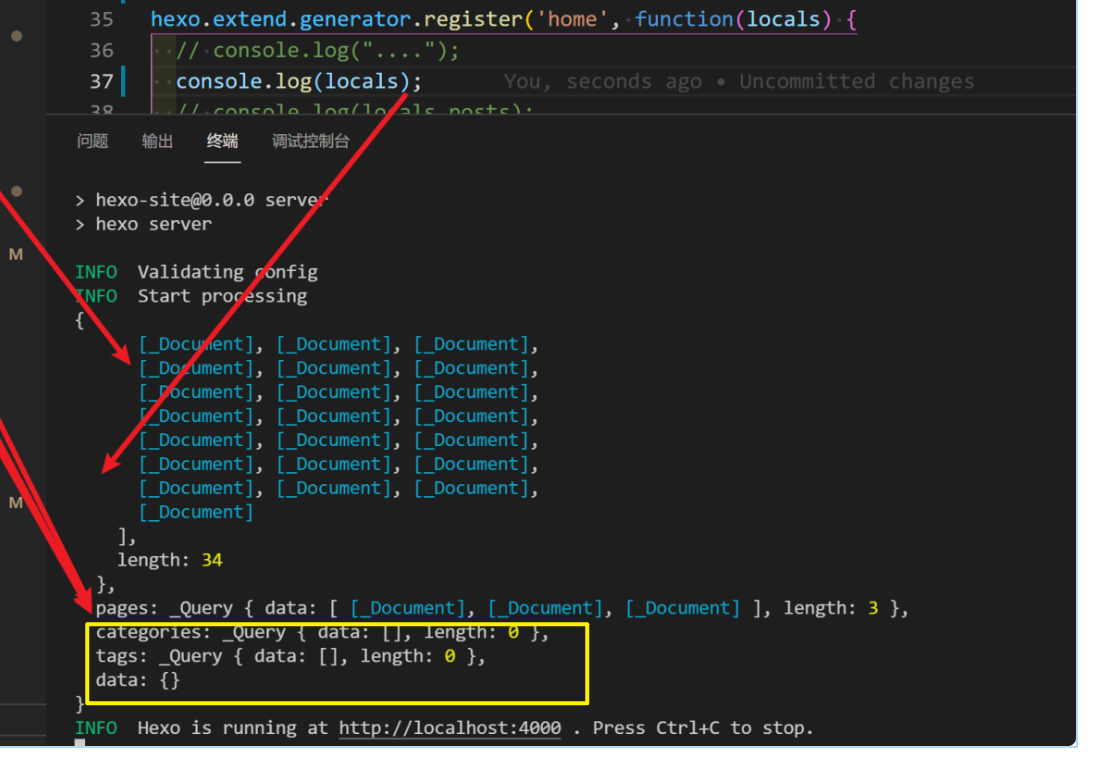 35 hexo.extend.generator.register('home', function(locals) {
36 // console.log("....");
37 console.log(locals); You, seconds ago • Uncommitted changes
38 // console.log(locals.posts);
问题 输出 终端 调试控制台
> hexo-site@0.0.0 server
> hexo server
INFO Validating config
INFO Start processing
{
[_Document], [_Document], [_Document],
[_Document], [_Document], [_Document],
[_Document], [_Document], [_Document],
[_Document], [_Document], [_Document],
[_Document], [_Document], [_Document],
[_Document], [_Document], [_Document],
[_Document], [_Document], [_Document],
[_Document]
],
length: 34
},
pages: _Query { data: [ [_Document], [_Document], [_Document] ], length: 3 },
categories: _Query { data: [], length: 0 },
tags: _Query { data: [], length: 0 },
data: {}
}
INFO Hexo is running at http://localhost:4000 . Press Ctrl+C to stop.
M
M